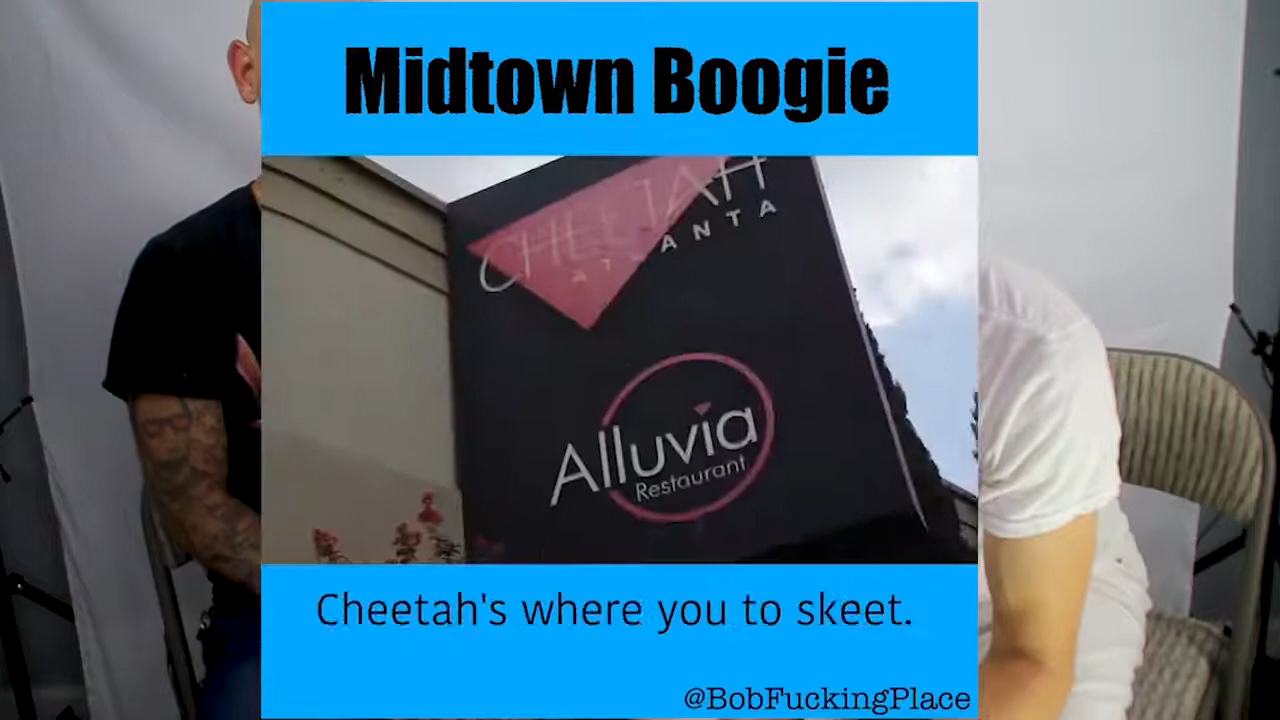 Midtown Boogie
CHEETAH
ATLANTA
Alluvia
Restaurant
Cheetah's where you to skeet.
@BobFuckingPlace